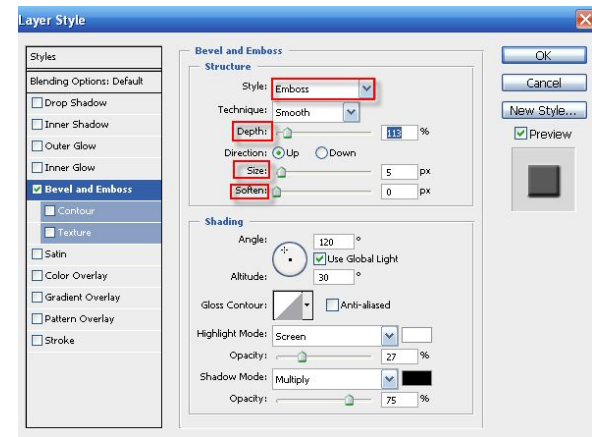 Layer Style
Styles
Blending Options: Default
Drop Shadow
Inner Shadow
Outer Glow
Inner Glow
Bevel and Emboss
Contour
Texture
Satin
Color Overlay
Gradient Overlay
Pattern Overlay
Stroke
Bevel and Emboss
Structure
Style: Emboss
Technique: Smooth
Depth: 113 %
Direction: Up Down
Size: 5 px
Soften: 0 px
Shading
Angle: 120 °
Use Global Light
Altitude: 30 °
Gloss Contour: Anti-aliased
Highlight Mode: Screen
Opacity: 27 %
Shadow Mode: Multiply
Opacity: 75 %
OK
Cancel
New Style...
Preview